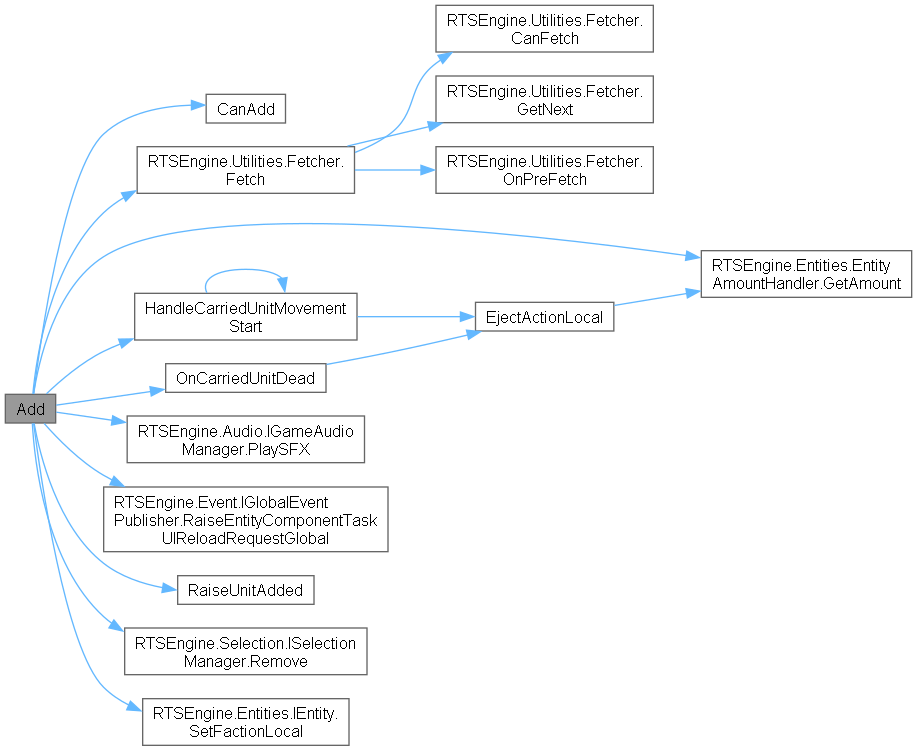 RTSEngine.Utilities.Fetcher.
CanFetch
RTSEngine.Utilities.Fetcher.
GetNext
CanAdd
RTSEngine.Utilities.Fetcher.
Fetch
RTSEngine.Utilities.Fetcher.
OnPreFetch
RTSEngine.Entities.Entity
AmountHandler.GetAmount
HandleCarriedUnitMovement
Start
EjectActionLocal
OnCarriedUnitDead
Add
RTSEngine.Audio.IGameAudio
Manager.PlaySFX
RTSEngine.Event.IGlobalEvent
Publisher.RaiseEntityComponentTask
UIReloadRequestGlobal
RaiseUnitAdded
RTSEngine.Selection.ISelection
Manager.Remove
RTSEngine.Entities.IEntity.
SetFactionLocal